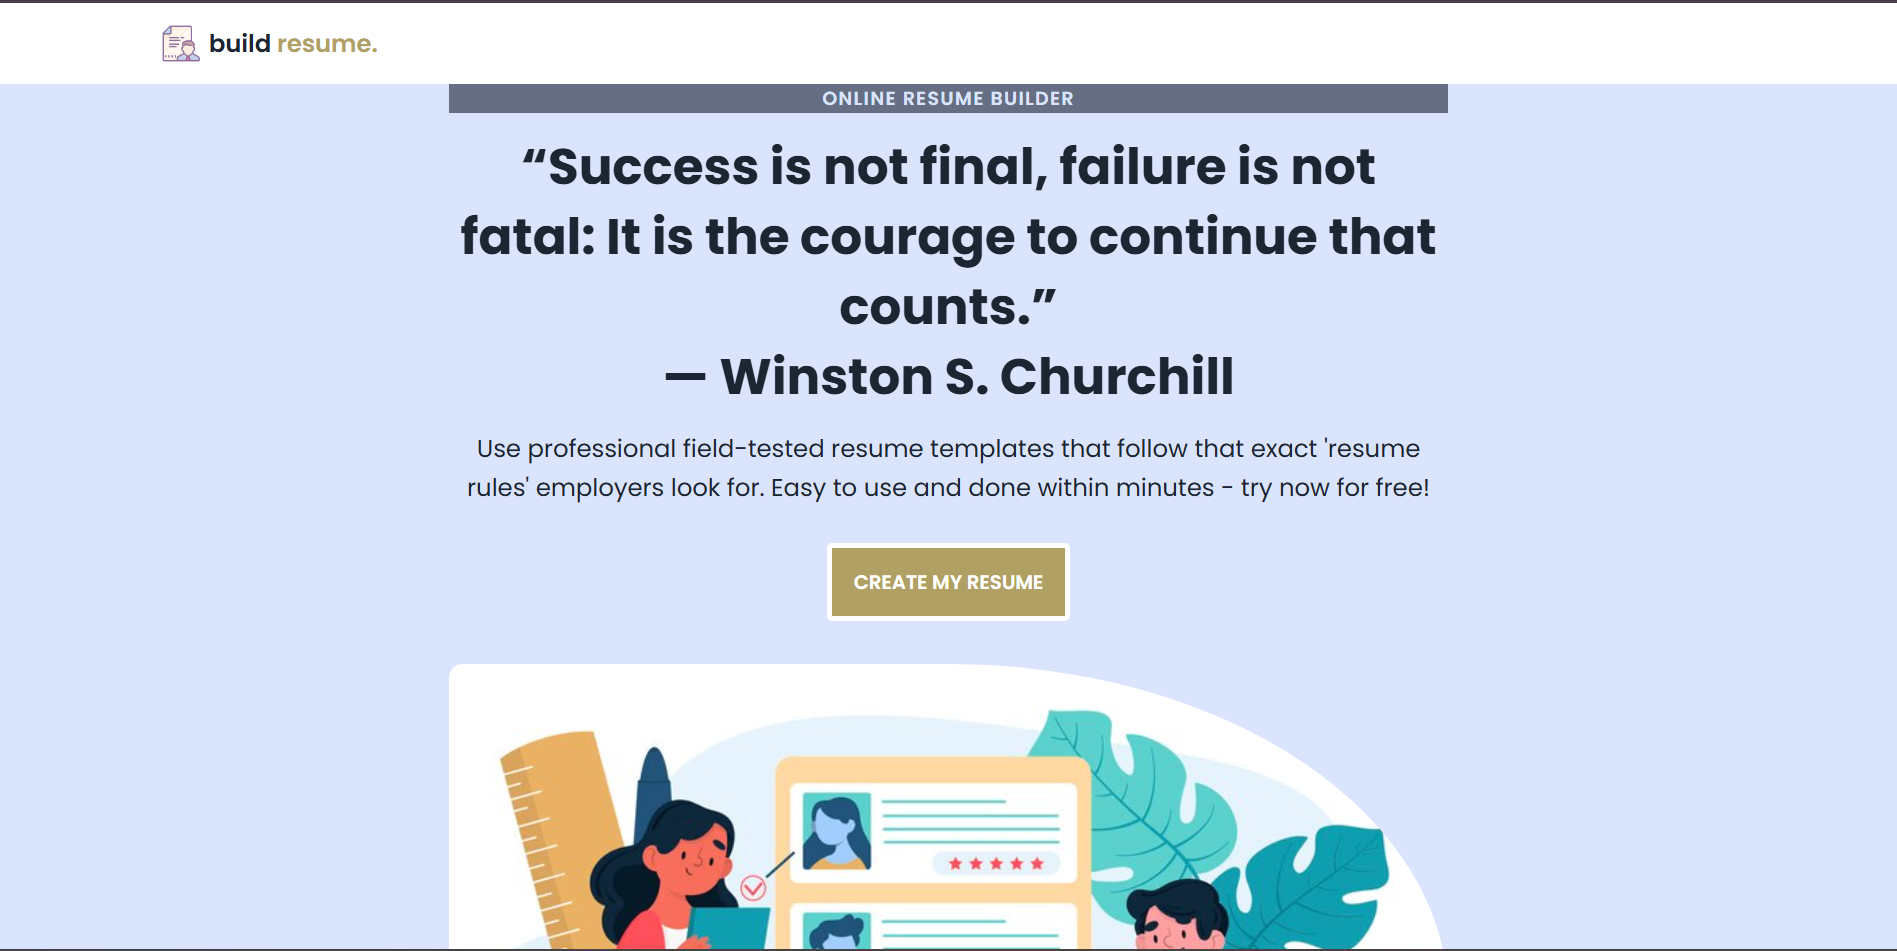 build resume.
ONLINE RESUME BUILDER
“Success is not final, failure is not
fatal: It is the courage to continue that
counts.”
— Winston S. Churchill
Use professional field-tested resume templates that follow that exact 'resume
rules' employers look for. Easy to use and done within minutes - try now for free!
CREATE MY RESUME